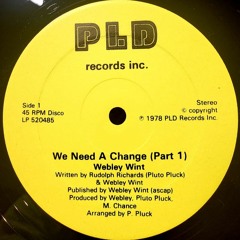 PLD
records inc.
Side 1
45 RPM Disco
LP 520485
Stereo
© copyright
℗ 1978 PLD Records Inc.
We Need A Change (Part 1)
Webley Wint
Written by Rudolph Richards (Pluto Pluck)
& Webley Wint
Published by Webley Wint (ascap)
Produced by Webley, Pluto Pluck,
M. Chance
Arranged by P. Pluck